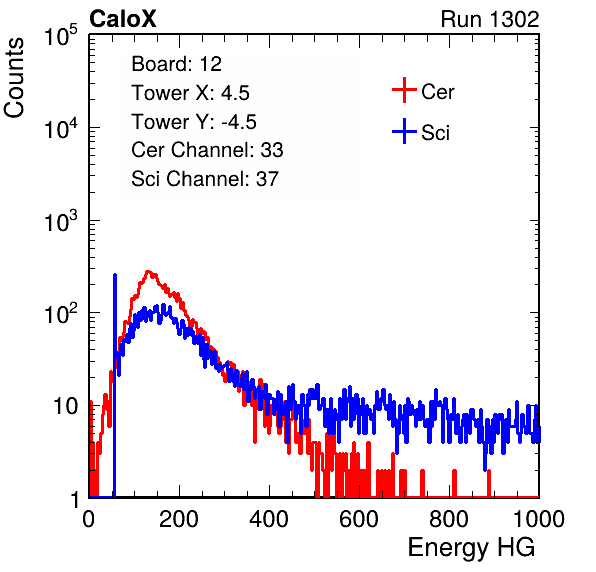 CaloX Run 1302
Counts
10^5
10^4
10^3
10^2
10
1
Board: 12
Tower X: 4.5
Tower Y: -4.5
Cer Channel: 33
Sci Channel: 37
Cer
Sci
0 200 400 600 800 1000
Energy HG